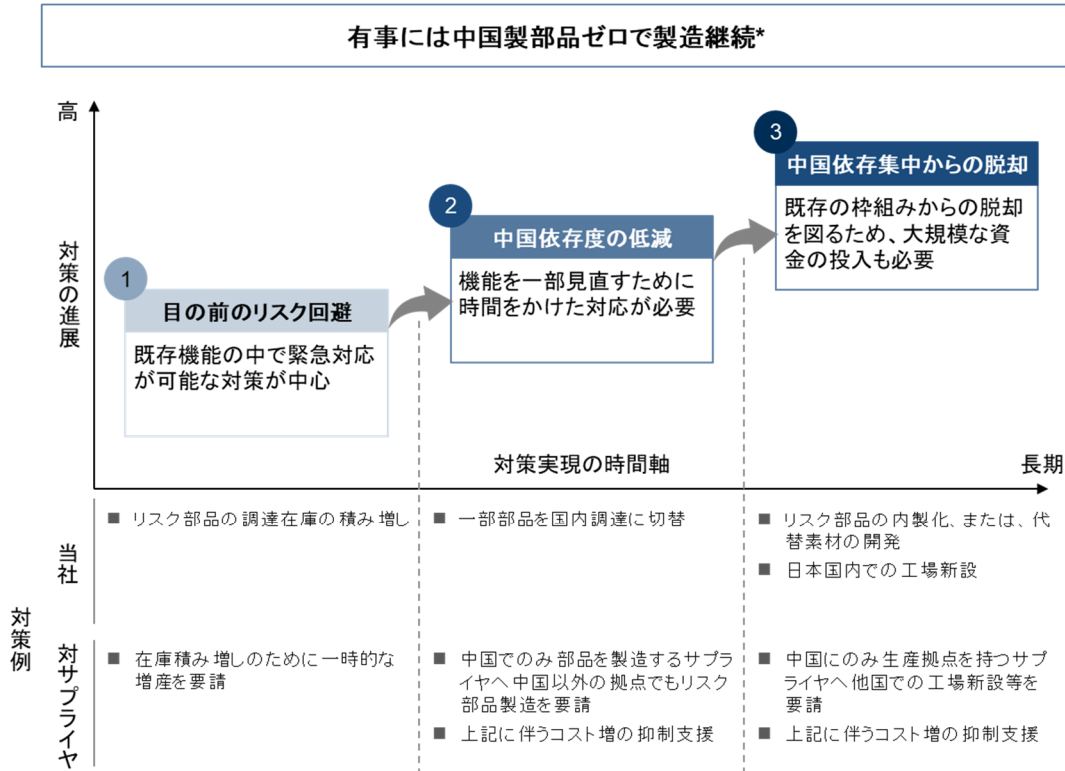 有事には中国製部品ゼロで製造継続*
高
対策の進展
3
中国依存集中からの脱却
既存の枠組みからの脱却
を図るため、大規模な資
金の投入も必要
2
中国依存度の低減
機能を一部見直すために
時間をかけた対応が必要
1
目の前のリスク回避
既存機能の中で緊急対応
が可能な対策が中心
対策実現の時間軸
長期
対策例
当社
■ リスク部品の調達在庫の積み増し
■ 一部部品を国内調達に切替
■ リスク部品の内製化、または、代
替素材の開発
■ 日本国内での工場新設
対サプライヤ
■ 在庫積み増しのために一時的な
増産を要請
■ 中国でのみ部品を製造するサプラ
イヤへ中国以外の拠点でもリスク
部品製造を要請
■ 上記に伴うコスト増の抑制支援
■ 中国にのみ生産拠点を持つサプ
ライヤへ他国での工場新設等を
要請
■ 上記に伴うコスト増の抑制支援